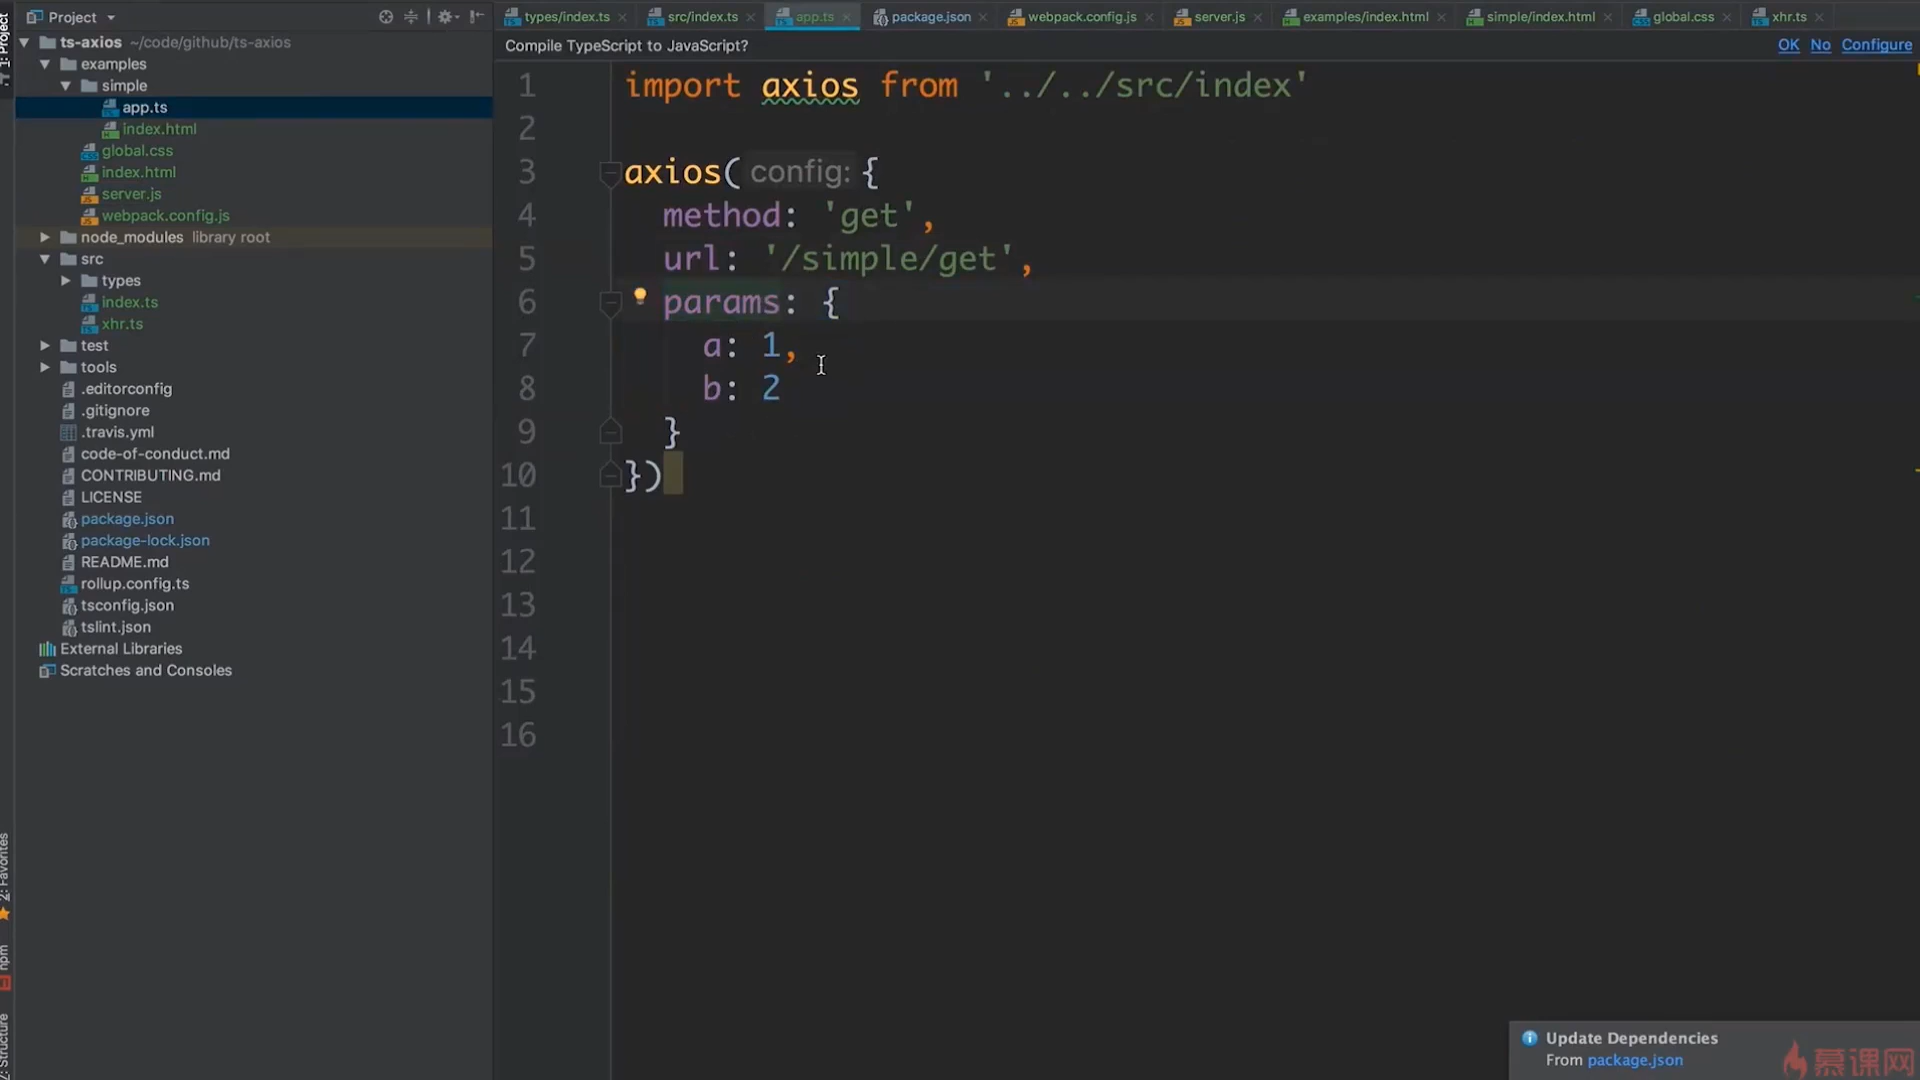 Project
types/index.ts
src/index.ts
app.ts
package.json
webpack.config.js
server.js
examples/index.html
simple/index.html
global.css
xhr.ts
Compile TypeScript to JavaScript?
OK
No
Configure
1: Project
ts-axios ~/code/github/ts-axios
examples
simple
app.ts
index.html
global.css
index.html
server.js
webpack.config.js
node_modules library root
src
types
index.ts
xhr.ts
test
tools
.editorconfig
.gitignore
.travis.yml
code-of-conduct.md
CONTRIBUTING.md
LICENSE
package.json
package-lock.json
README.md
rollup.config.ts
tsconfig.json
tslint.json
External Libraries
Scratches and Consoles
2: Favorites
npm
7: Structure
1 import axios from '../../src/index'
2
3 axios( config: {
4 method: 'get',
5 url: '/simple/get',
6 params: {
7 a: 1,
8 b: 2
9 }
10 })
11
12
13
14
15
16
Update Dependencies
From package.json
慕课网